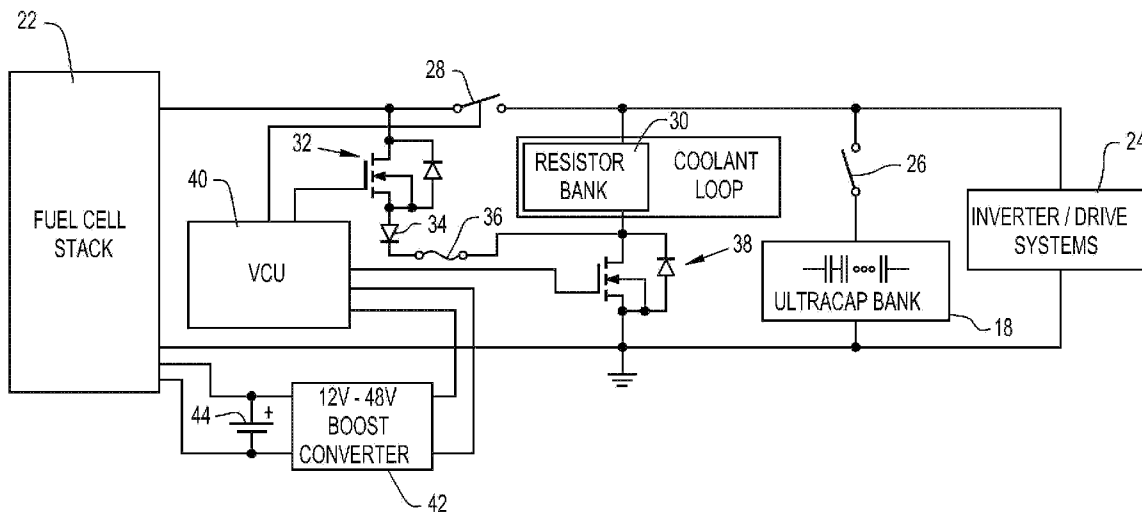 22
FUEL CELL
STACK
28
32
40
VCU
34
36
30
RESISTOR
BANK
COOLANT
LOOP
38
26
ULTRACAP BANK
18
24
INVERTER / DRIVE
SYSTEMS
44
+
12V - 48V
BOOST
CONVERTER
42